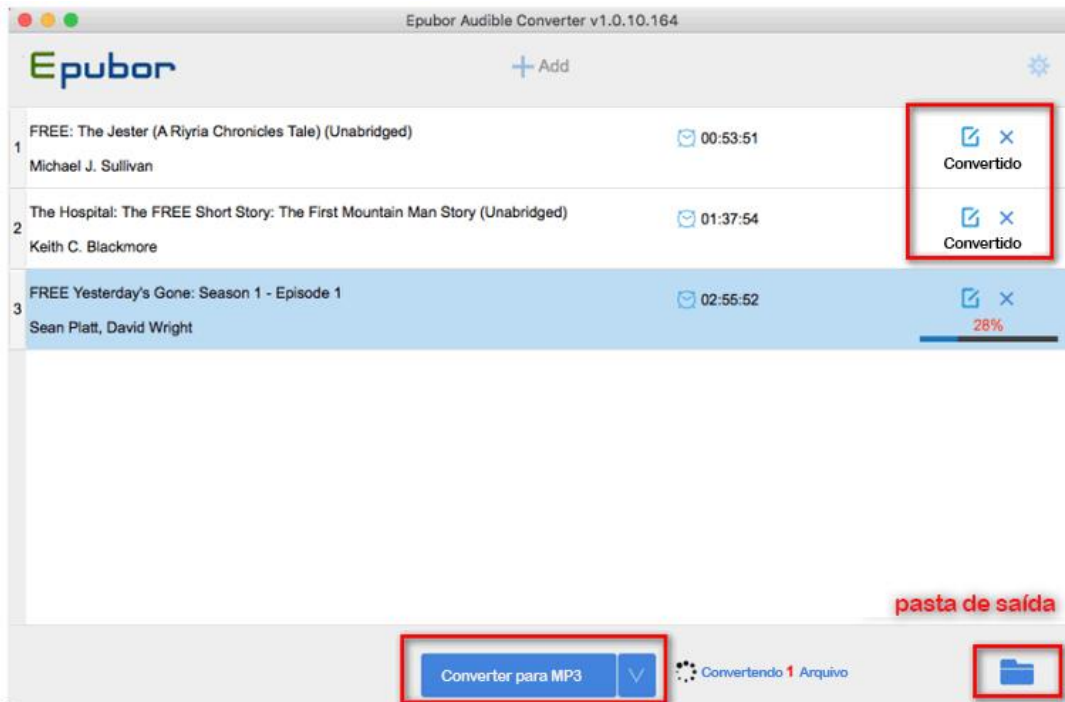 Epubor Audible Converter v1.0.10.164
Epubor
Add
1
FREE: The Jester (A Riyria Chronicles Tale) (Unabridged)
00:53:51
Michael J. Sullivan
Convertido
2
The Hospital: The FREE Short Story: The First Mountain Man Story (Unabridged)
01:37:54
Keith C. Blackmore
Convertido
3
FREE Yesterday's Gone: Season 1 - Episode 1
02:55:52
Sean Platt, David Wright
28%
pasta de saída
Converter para MP3
Convertendo 1 Arquivo